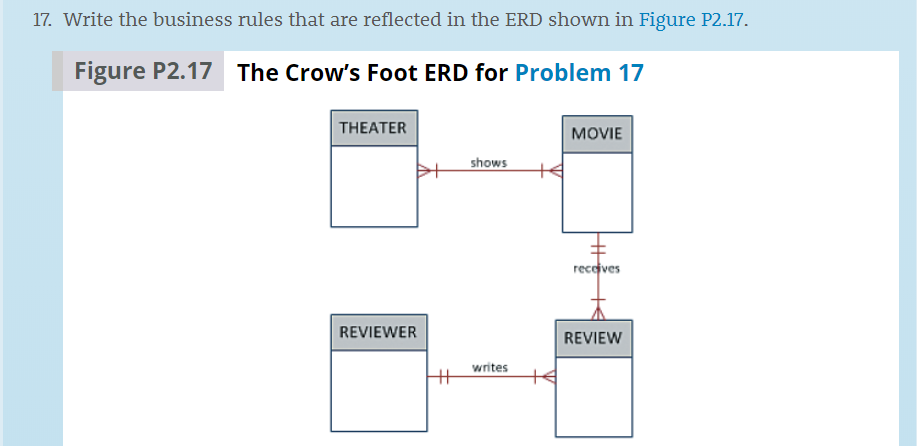 17. Write the business rules that are reflected in the ERD shown in Figure P2.17.
Figure P2.17 The Crow's Foot ERD for Problem 17
THEATER
MOVIE
shows
receives
REVIEWER
REVIEW
writes